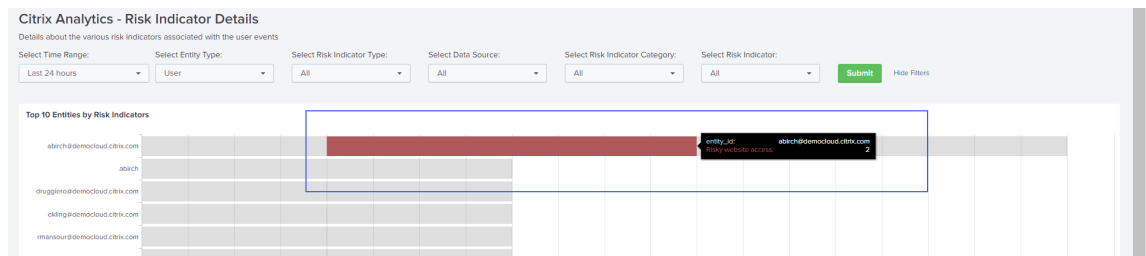 Citrix Analytics - Risk Indicator Details
Details about the various risk indicators associated with the user events
Select Time Range: Select Entity Type: Select Risk Indicator Type: Select Data Source: Select Risk Indicator Category: Select Risk Indicator:
Last 24 hours User All All All All Submit Hide Filters
Top 10 Entities by Risk Indicators
abirch@democloud.citrix.com
entity_id: abirch@democloud.citrix.com
Risky website access: 2
abirch
druggiero@democloud.citrix.com
ekling@democloud.citrix.com
rmansour@democloud.citrix.com